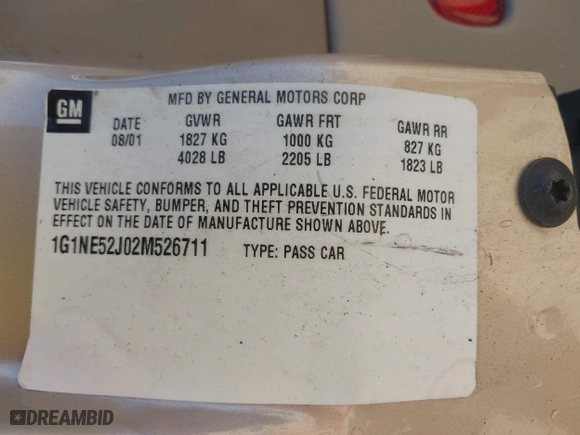 GM
MFD BY GENERAL MOTORS CORP
DATE GVWR GAWR FRT GAWR RR
08/01 1827 KG 1000 KG 827 KG
4028 LB 2205 LB 1823 LB
THIS VEHICLE CONFORMS TO ALL APPLICABLE U.S. FEDERAL MOTOR
VEHICLE SAFETY, BUMPER, AND THEFT PREVENTION STANDARDS IN
EFFECT ON THE DATE OF MANUFACTURE SHOWN ABOVE.
1G1NE52J02M526711 TYPE: PASS CAR
DREAMBID